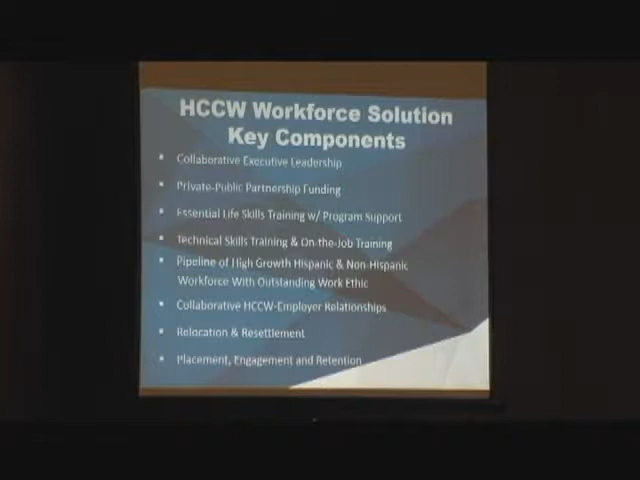 HCCW Workforce Solution
Key Components
▪ Collaborative Executive Leadership
▪ Private-Public Partnership Funding
▪ Essential Life Skills Training w/ Program Support
▪ Technical Skills Training & On-the-Job Training
▪ Pipeline of High Growth Hispanic & Non-Hispanic
Workforce With Outstanding Work Ethic
▪ Collaborative HCCW-Employer Relationships
▪ Relocation & Resettlement
▪ Placement, Engagement and Retention